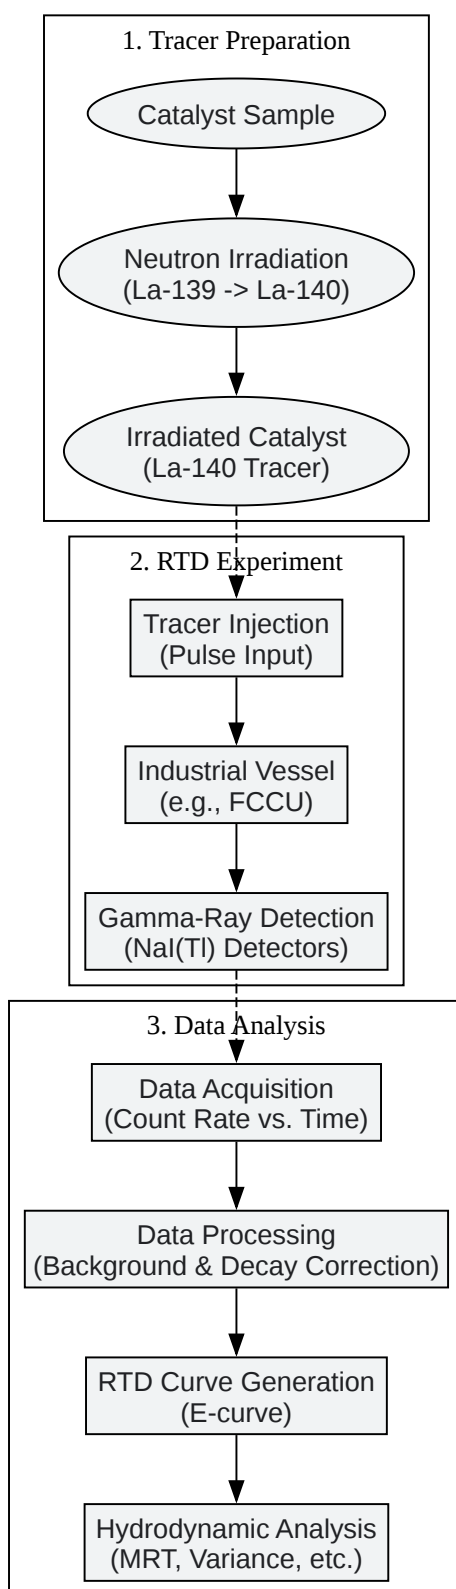 1. Tracer Preparation
Catalyst Sample
Neutron Irradiation
(La-139 -> La-140)
Irradiated Catalyst
(La-140 Tracer)
2. RTD Experiment
Tracer Injection
(Pulse Input)
Industrial Vessel
(e.g., FCCU)
Gamma-Ray Detection
(NaI(Tl) Detectors)
3. Data Analysis
Data Acquisition
(Count Rate vs. Time)
Data Processing
(Background & Decay Correction)
RTD Curve Generation
(E-curve)
Hydrodynamic Analysis
(MRT, Variance, etc.)